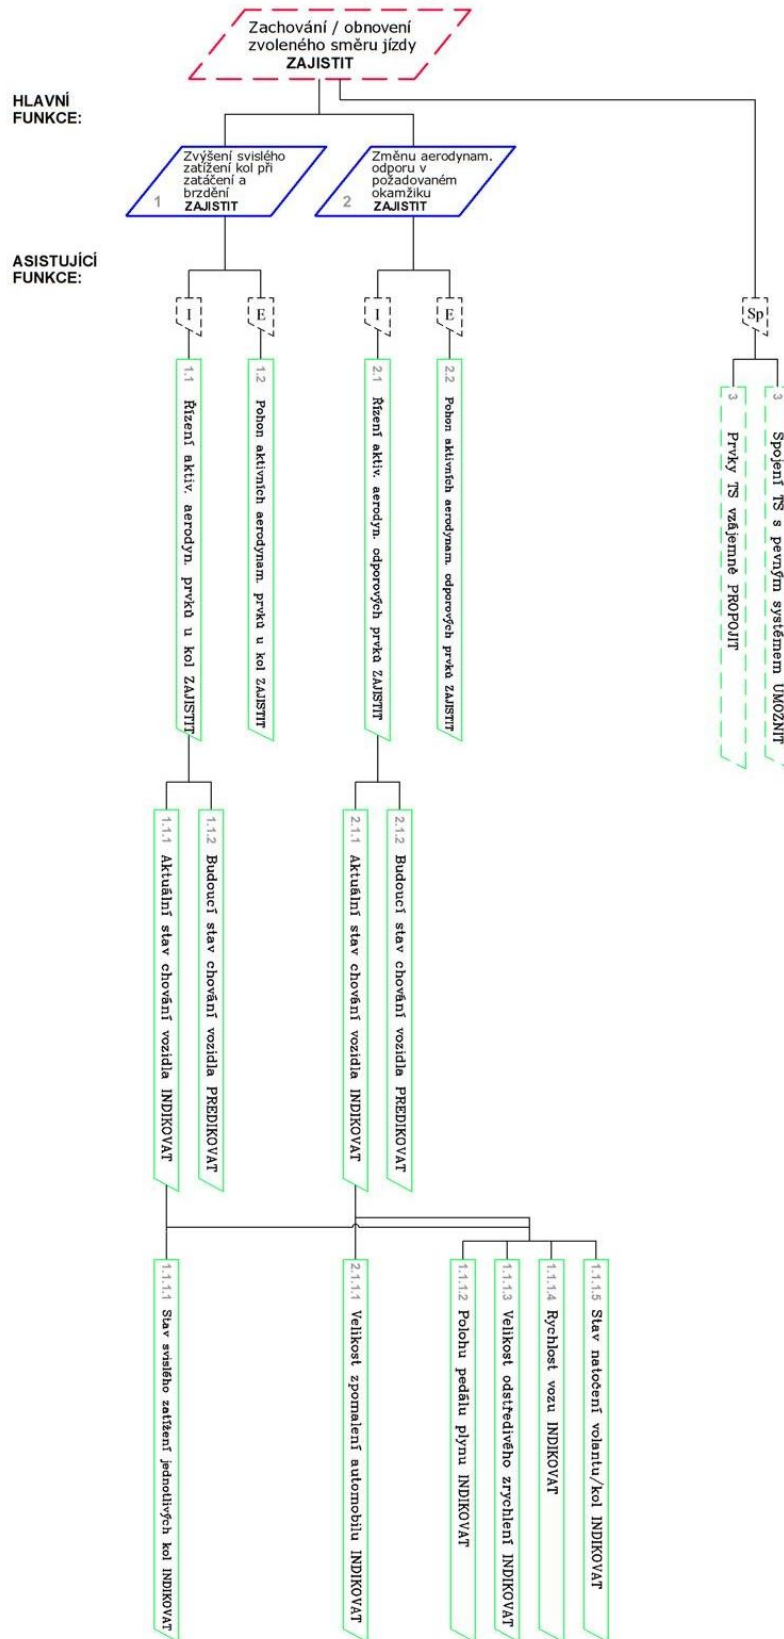 Zachování / obnovení
zvoleného směru jízdy
ZAJISTIT
HLAVNÍ
FUNKCE:
Zvýšení svislého
zatížení kol při
zatáčení a
brzdění
1 ZAJISTIT
Změnu aerodynam.
odporu v
požadovaném
okamžiku
2 ZAJISTIT
ASISTUJÍCÍ
FUNKCE:
I
E
I
E
Sp
1.1 Řízení aktiv. aerodyn. prvků u kol ZAJISTIT
1.2 Pohon aktivních aerodynam. prvků u kol ZAJISTIT
2.1 Řízení aktiv. aerodyn. odporových prvků ZAJISTIT
2.2 Pohon aktivních aerodynam. odporových prvků ZAJISTIT
3 Prvky TS vzájemně PROPOJIT
3 Spojení TS s pevným systémem UMOŽNIT
1.1.1 Aktuální stav chování vozidla INDIKOVAT
1.1.2 Budoucí stav chování vozidla PREDIKOVAT
2.1.1 Aktuální stav chování vozidla INDIKOVAT
2.1.2 Budoucí stav chování vozidla PREDIKOVAT
1.1.1.1 Stav svislého zatížení jednotlivých kol INDIKOVAT
2.1.1.1 Velikost zpomalení automobilu INDIKOVAT
1.1.1.2 Polohu pedálu plynu INDIKOVAT
1.1.1.3 Velikost odstředivého zrychlení INDIKOVAT
1.1.1.4 Rychlost vozu INDIKOVAT
1.1.1.5 Stav natočení volantu/kol INDIKOVAT